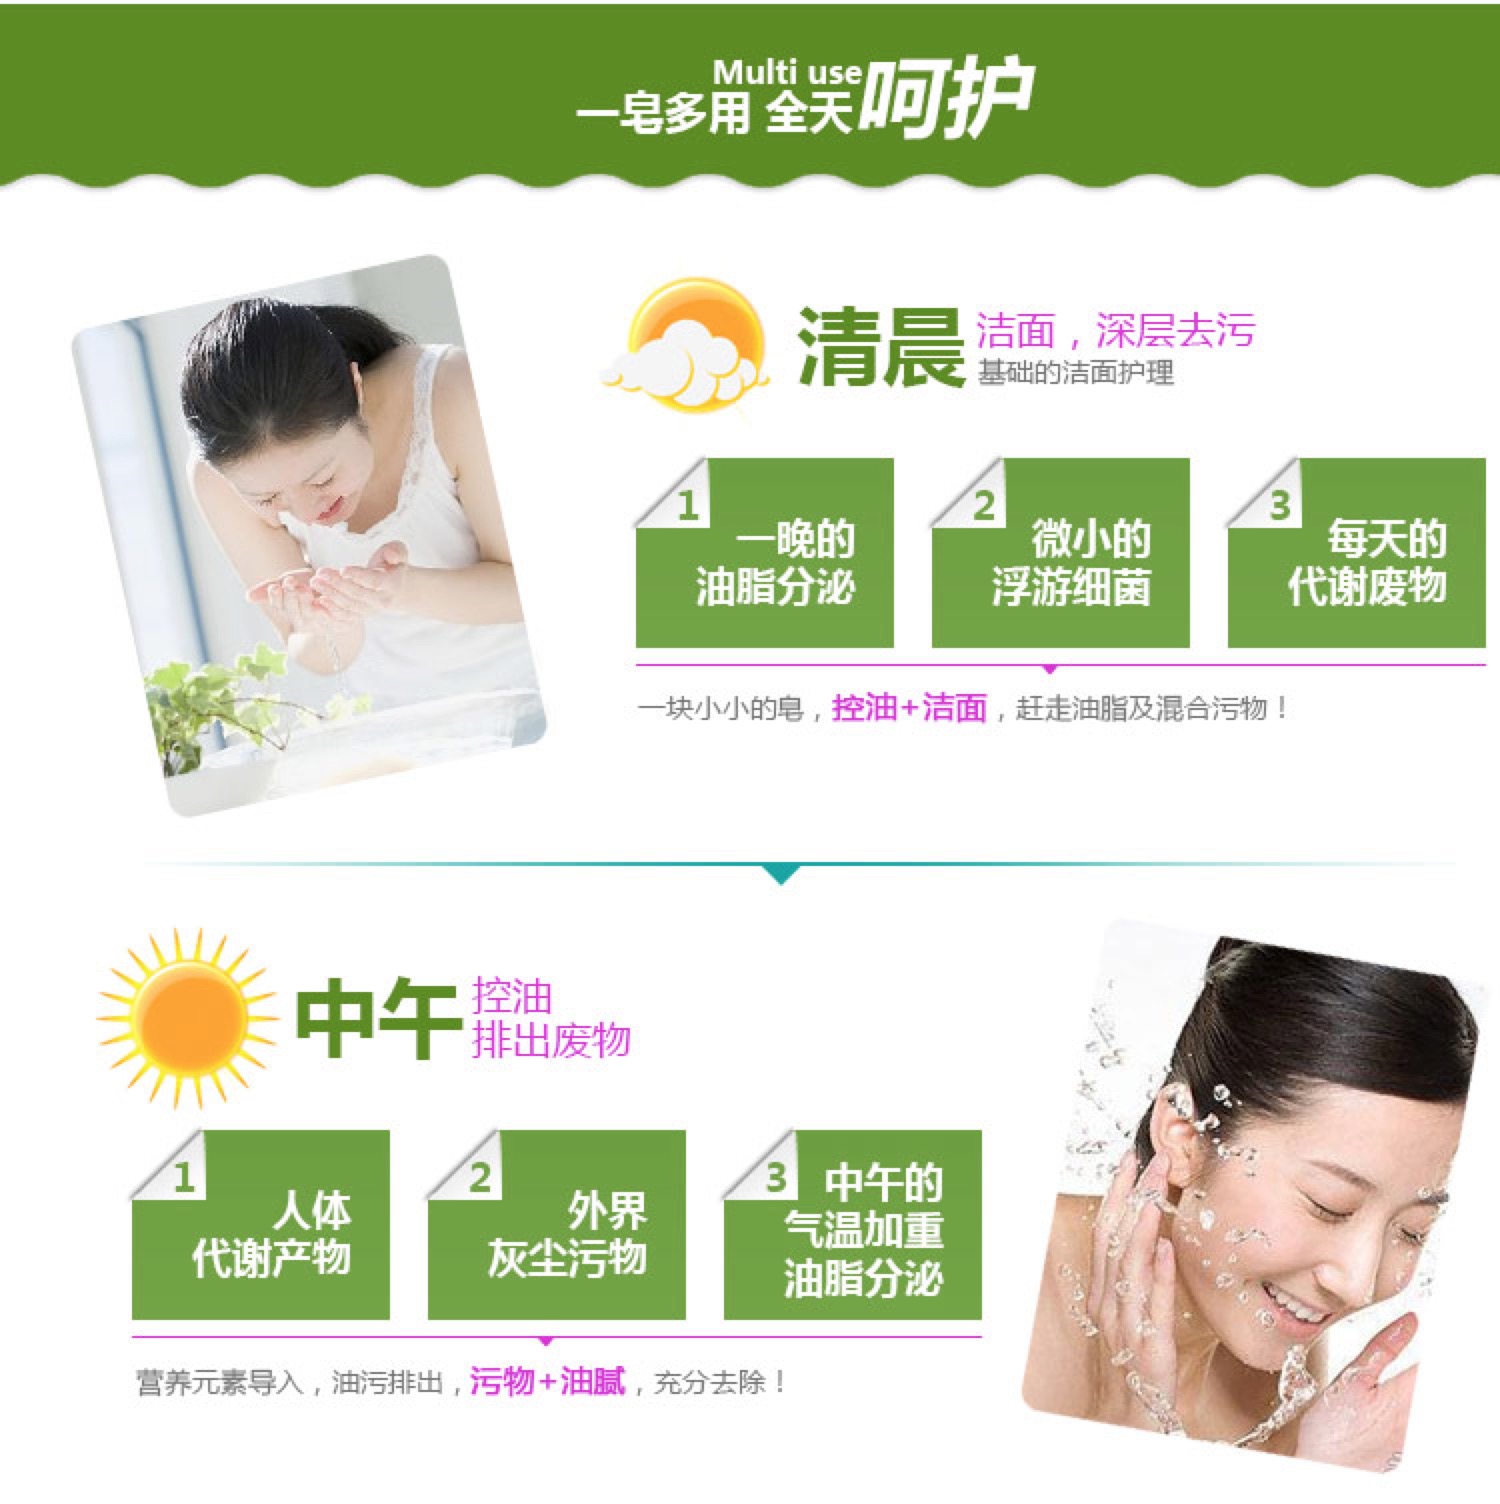 Multi use
一皂多用 全天呵护
清晨
洁面，深层去污
基础的洁面护理
1
一晚的
油脂分泌
2
微小的
浮游细菌
3
每天的
代谢废物
一块小小的皂，控油+洁面，赶走油脂及混合污物！
中午
控油
排出废物
1
人体
代谢产物
2
外界
灰尘污物
3
中午的
气温加重
油脂分泌
营养元素导入，油污排出，污物+油腻，充分去除！